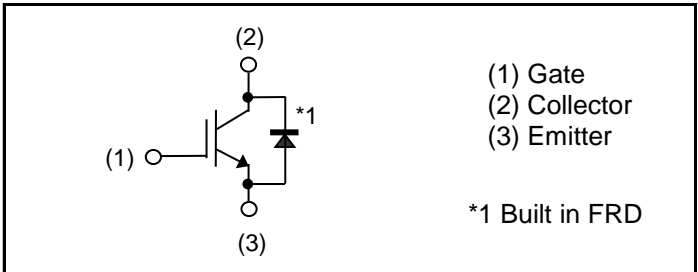 (2)
*1
(1)
(3)
(1) Gate
(2) Collector
(3) Emitter
*1 Built in FRD